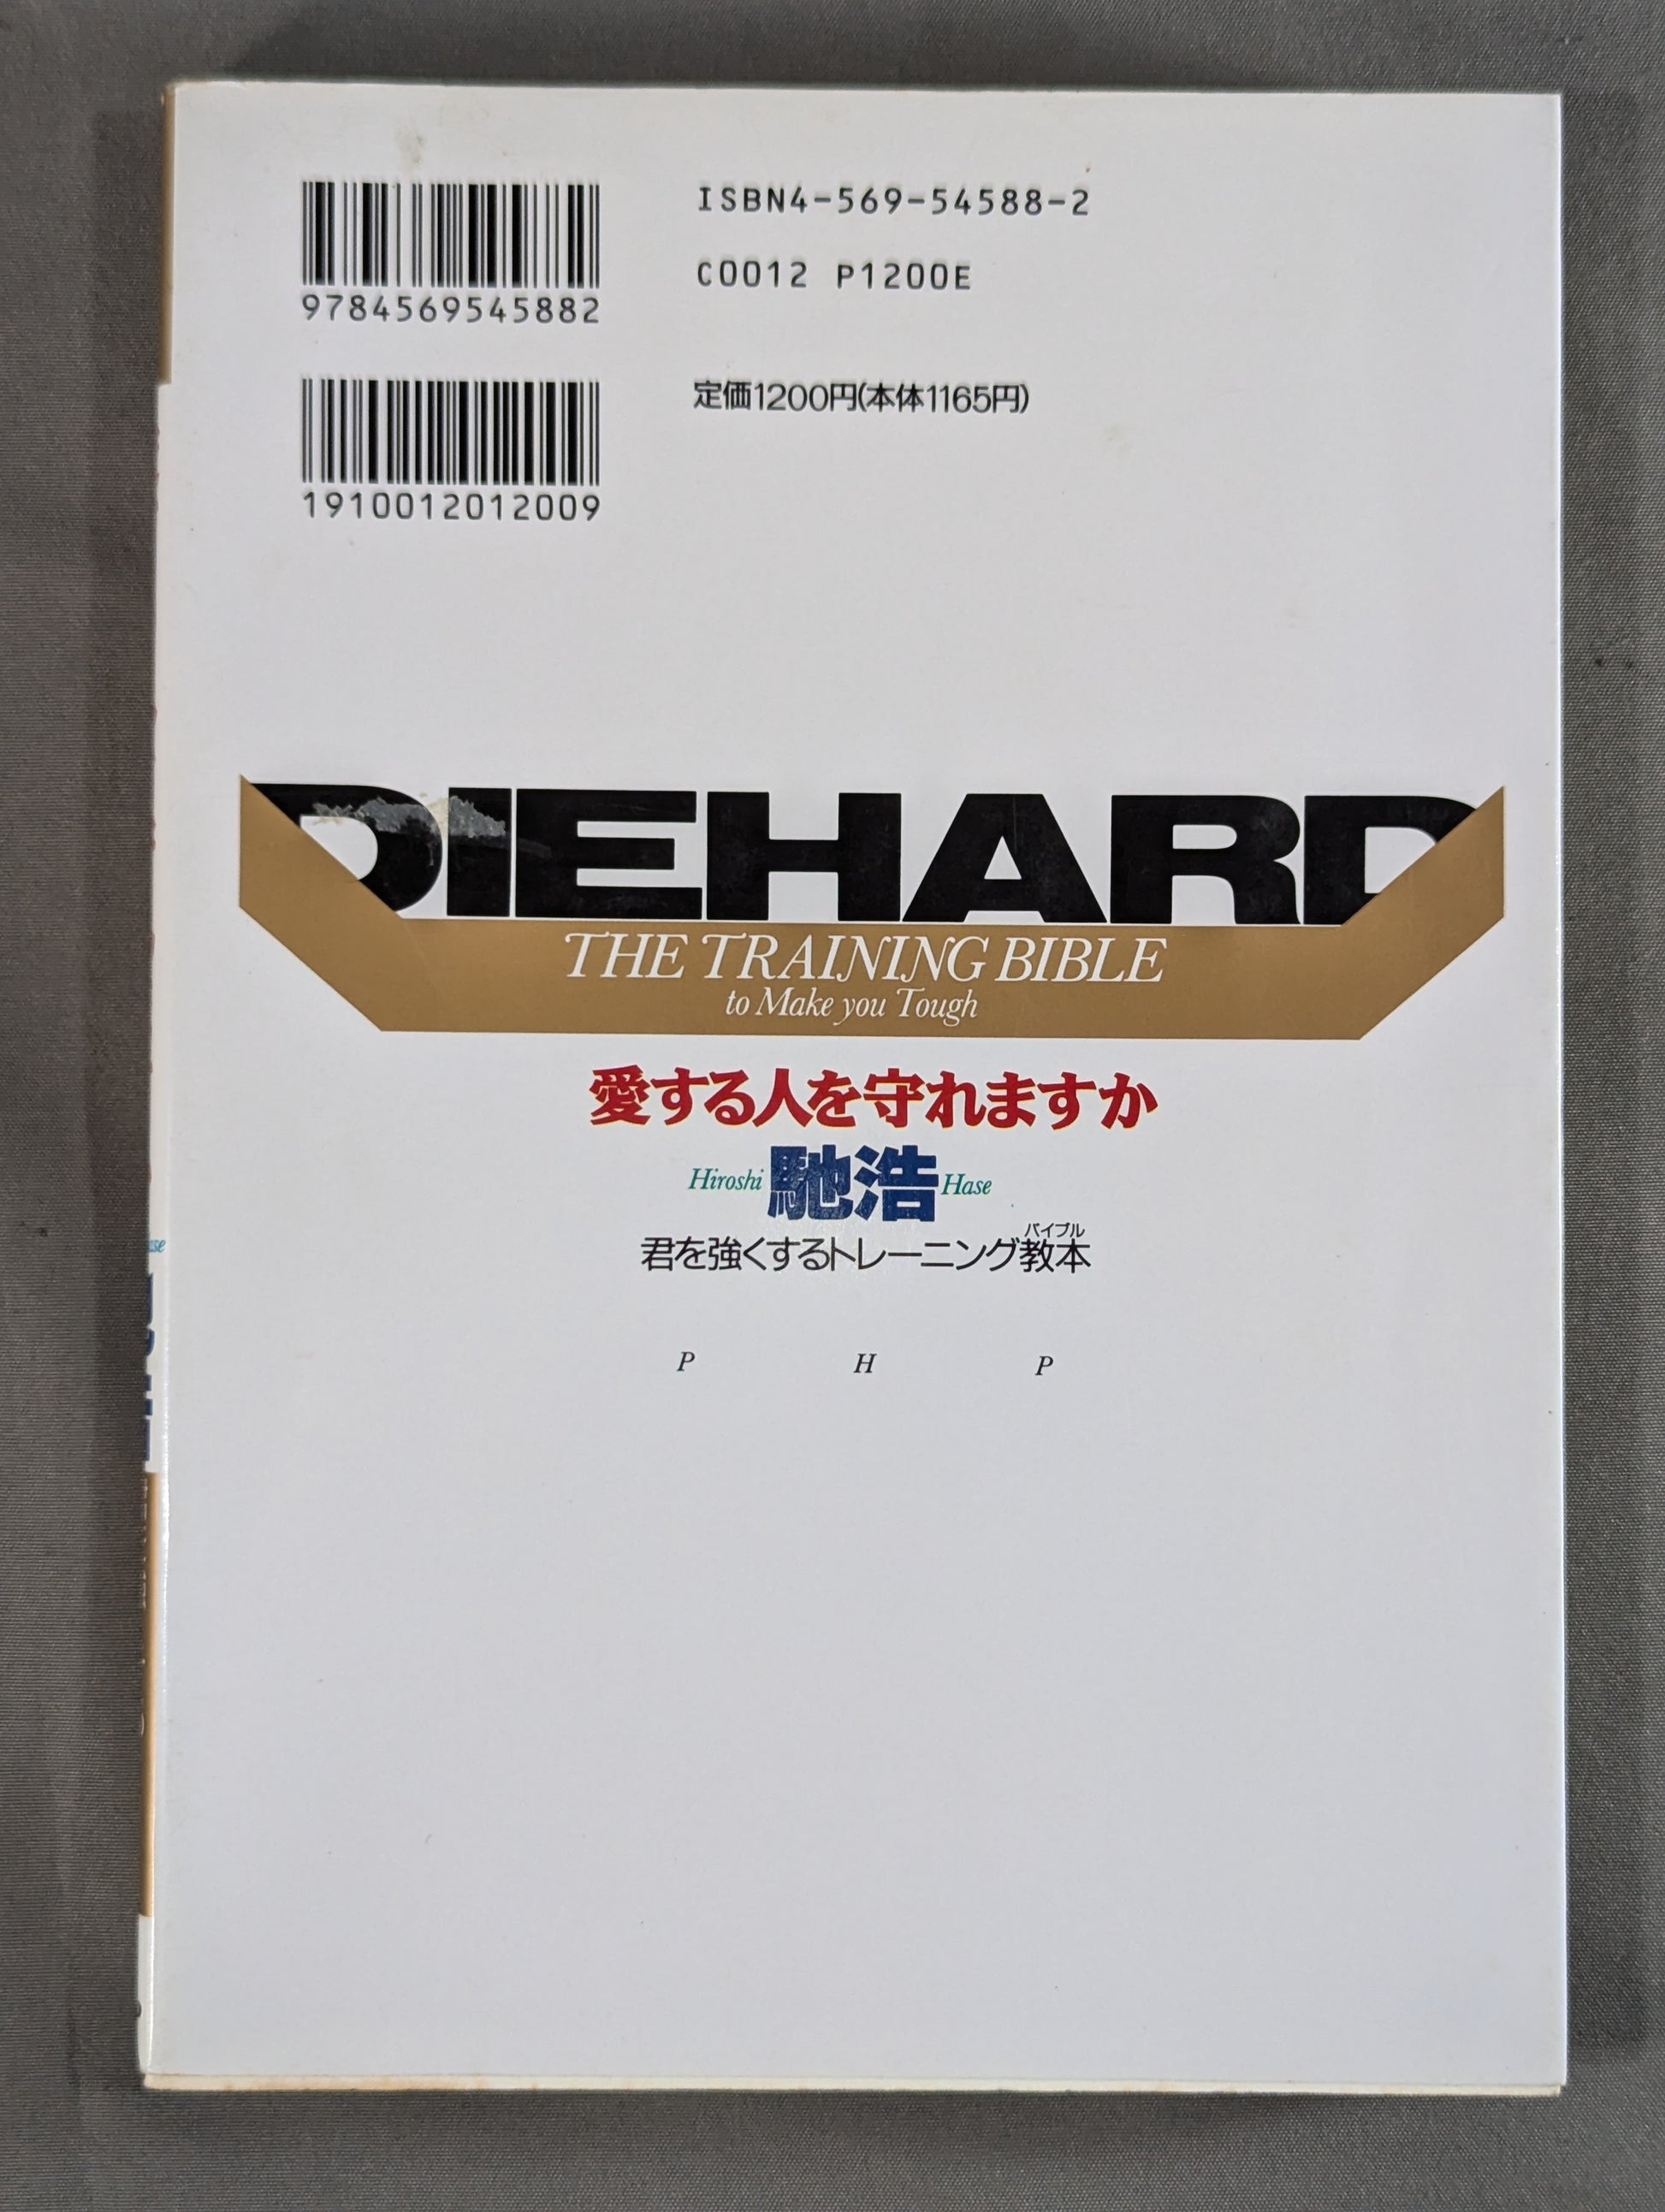 ISBN4-569-54588-2
C0012 P1200E
9784569545882
定価1200円(本体1165円)
1910012012009
DIEHARD
THE TRAINING BIBLE
to Make you Tough
愛する人を守れますか
Hiroshi 馳浩 Hase
バイブル
君を強くするトレーニング教本
P H P